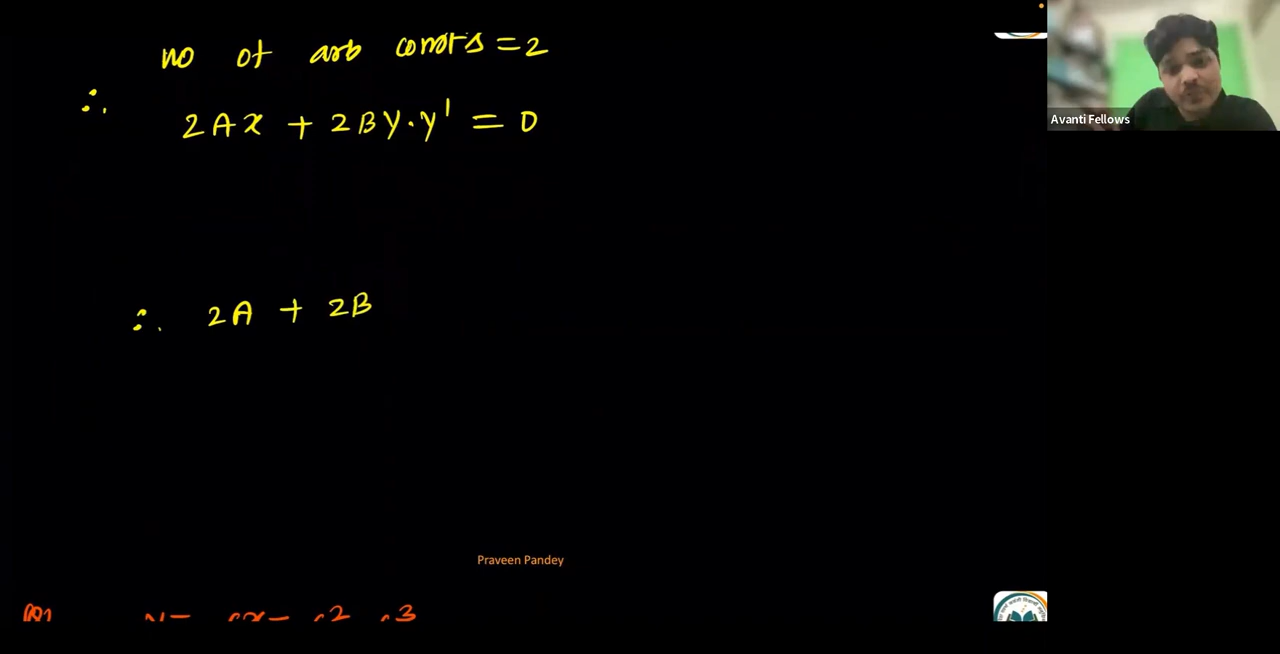 no of arb consts = 2
∴
2Ax + 2By·y' = 0
∴ 2A + 2B
Avanti Fellows
Praveen Pandey